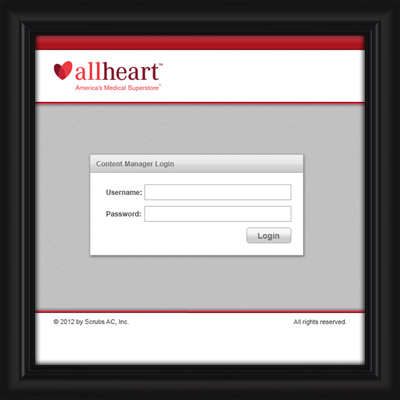 allheart™
America's Medical Superstore™
Content Manager Login
Username:
Password:
Login
© 2012 by Scrubs AC, Inc. All rights reserved.